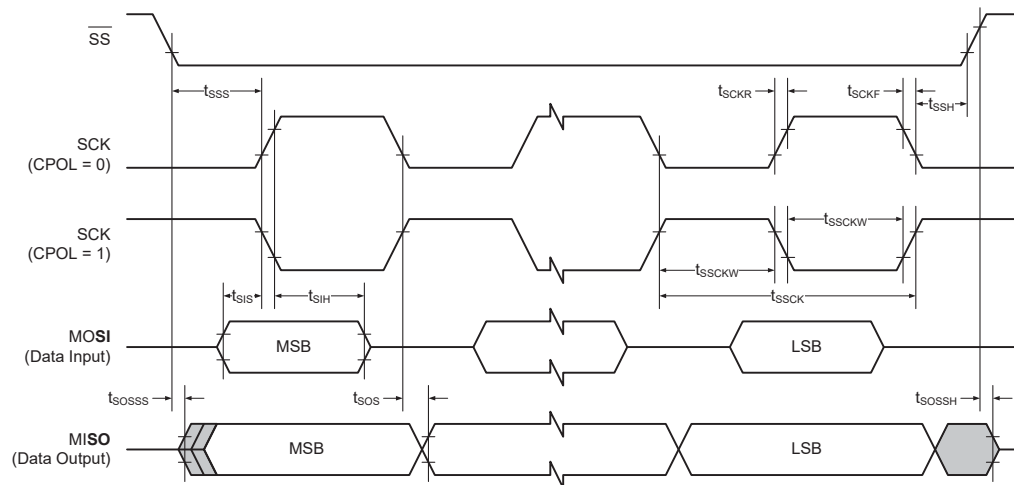 SS
tSSS
tSCKR
tSCKF
tSSH
SCK
(CPOL = 0)
SCK
(CPOL = 1)
tSSCKW
tSSCKW
tSIS
tSIH
tSSCK
MOSI
(Data Input)
MSB
LSB
tSOSSS
tSOS
tSOSSH
MISO
(Data Output)
MSB
LSB